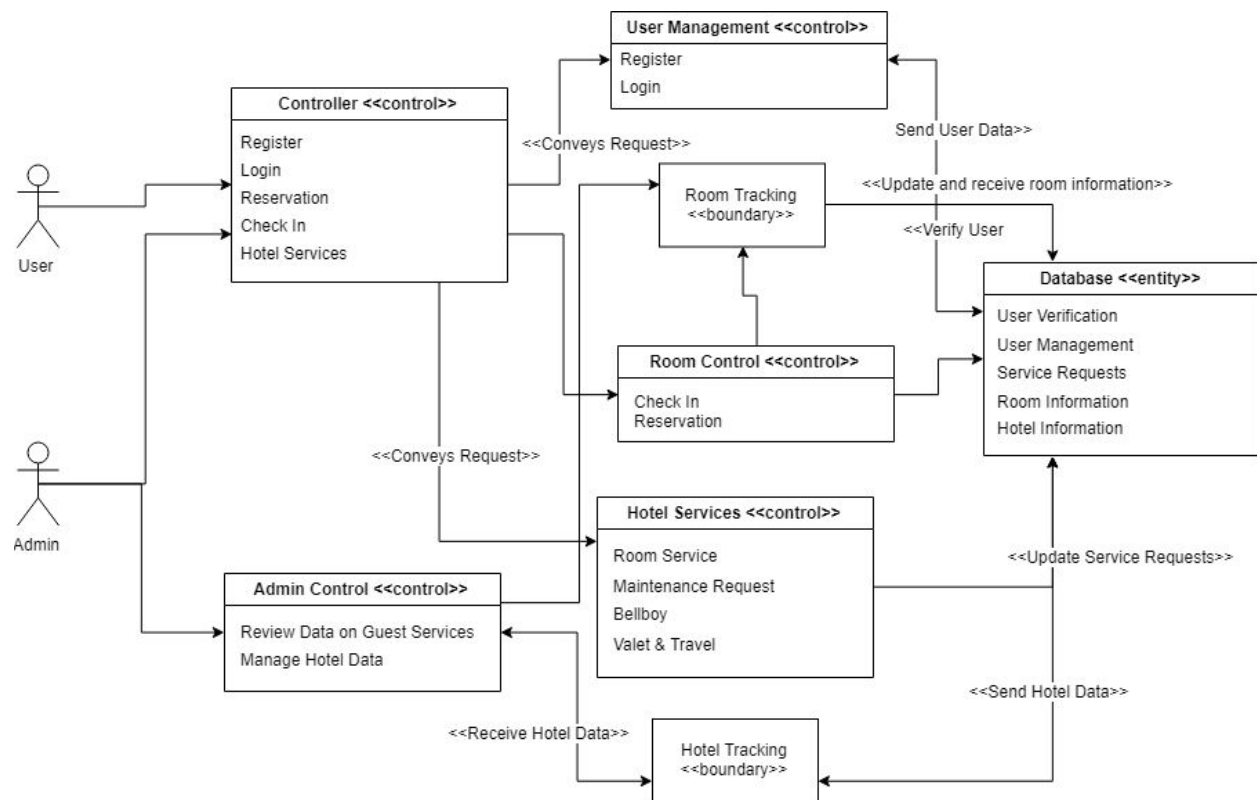 User Management <<control>>
Register
Login
Controller <<control>>
Register
Login
Reservation
Check In
Hotel Services
<<Conveys Request>>
Send User Data>>
User
Room Tracking
<<boundary>>
<<Update and receive room information>>
<<Verify User
Database <<entity>>
User Verification
User Management
Service Requests
Room Information
Hotel Information
Room Control <<control>>
Check In
Reservation
<<Conveys Request>>
Admin
Hotel Services <<control>>
Room Service
Maintenance Request
Bellboy
Valet & Travel
<<Update Service Requests>>
Admin Control <<control>>
Review Data on Guest Services
Manage Hotel Data
<<Send Hotel Data>>
<<Receive Hotel Data>>
Hotel Tracking
<<boundary>>